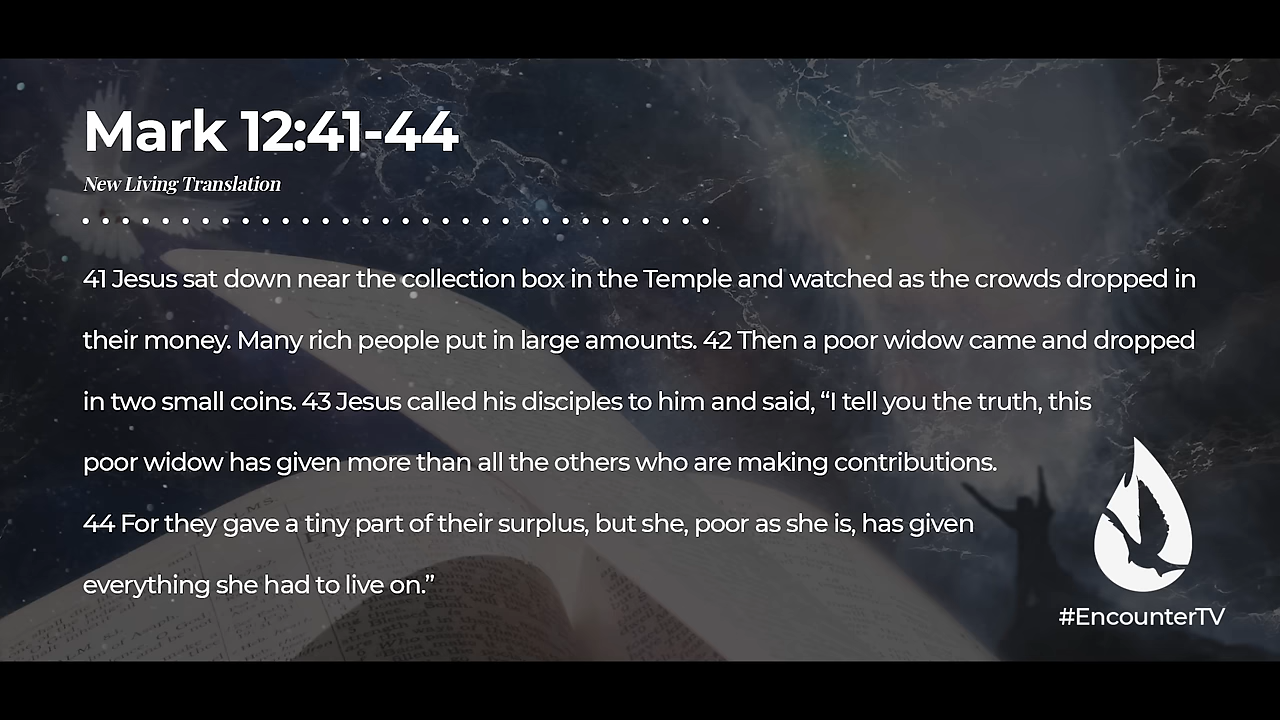 Mark 12:41-44
New Living Translation
41 Jesus sat down near the collection box in the Temple and watched as the crowds dropped in
their money. Many rich people put in large amounts. 42 Then a poor widow came and dropped
in two small coins. 43 Jesus called his disciples to him and said, “I tell you the truth, this
poor widow has given more than all the others who are making contributions.
44 For they gave a tiny part of their surplus, but she, poor as she is, has given
everything she had to live on.”
#EncounterTV